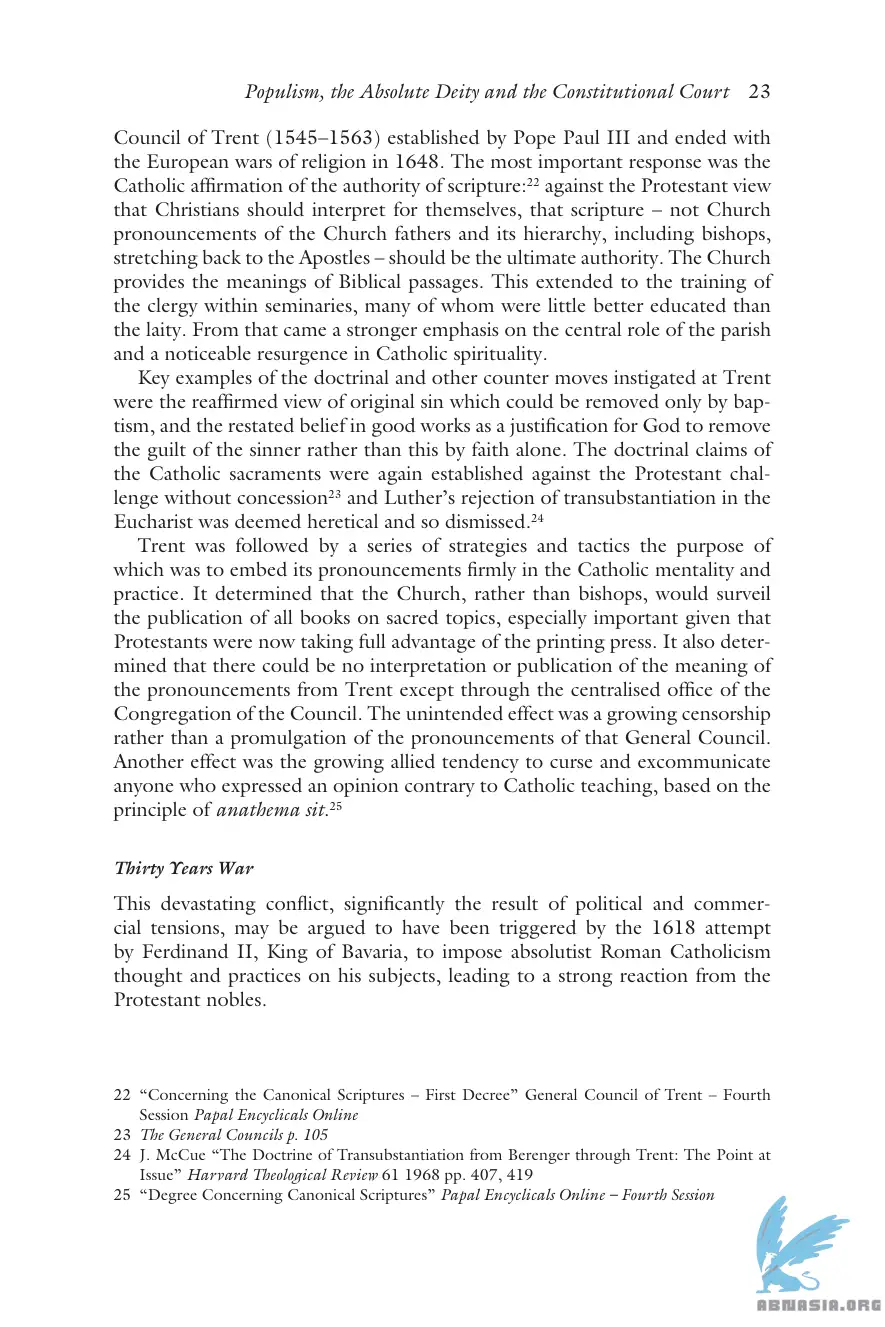 Populism, the Absolute Deity and the Constitutional Court 23
Council of Trent (1545–1563) established by Pope Paul III and ended with
the European wars of religion in 1648. The most important response was the
Catholic affirmation of the authority of scripture:²² against the Protestant view
that Christians should interpret for themselves, that scripture – not Church
pronouncements of the Church fathers and its hierarchy, including bishops,
stretching back to the Apostles – should be the ultimate authority. The Church
provides the meanings of Biblical passages. This extended to the training of
the clergy within seminaries, many of whom were little better educated than
the laity. From that came a stronger emphasis on the central role of the parish
and a noticeable resurgence in Catholic spirituality.
Key examples of the doctrinal and other counter moves instigated at Trent
were the reaffirmed view of original sin which could be removed only by bap-
tism, and the restated belief in good works as a justification for God to remove
the guilt of the sinner rather than this by faith alone. The doctrinal claims of
the Catholic sacraments were again established against the Protestant chal-
lenge without concession²³ and Luther’s rejection of transubstantiation in the
Eucharist was deemed heretical and so dismissed.²⁴
Trent was followed by a series of strategies and tactics the purpose of
which was to embed its pronouncements firmly in the Catholic mentality and
practice. It determined that the Church, rather than bishops, would surveil
the publication of all books on sacred topics, especially important given that
Protestants were now taking full advantage of the printing press. It also deter-
mined that there could be no interpretation or publication of the meaning of
the pronouncements from Trent except through the centralised office of the
Congregation of the Council. The unintended effect was a growing censorship
rather than a promulgation of the pronouncements of that General Council.
Another effect was the growing allied tendency to curse and excommunicate
anyone who expressed an opinion contrary to Catholic teaching, based on the
principle of anathema sit.²⁵
Thirty Years War
This devastating conflict, significantly the result of political and commer-
cial tensions, may be argued to have been triggered by the 1618 attempt
by Ferdinand II, King of Bavaria, to impose absolutist Roman Catholicism
thought and practices on his subjects, leading to a strong reaction from the
Protestant nobles.
22 “Concerning the Canonical Scriptures – First Decree” General Council of Trent – Fourth
Session Papal Encyclicals Online
23 The General Councils p. 105
24 J. McCue “The Doctrine of Transubstantiation from Berenger through Trent: The Point at
Issue” Harvard Theological Review 61 1968 pp. 407, 419
25 “Degree Concerning Canonical Scriptures” Papal Encyclicals Online – Fourth Session
ABNASIA.ORG